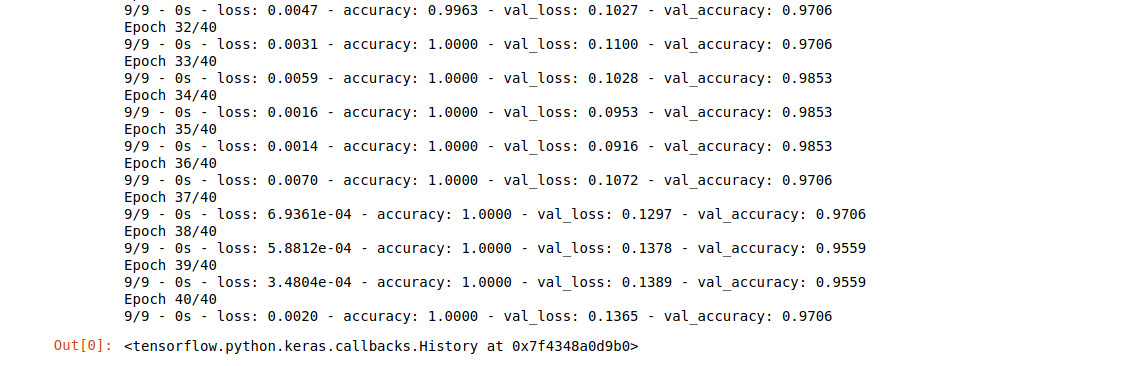 9/9 - 0s - loss: 0.0047 - accuracy: 0.9963 - val_loss: 0.1027 - val_accuracy: 0.9706
Epoch 32/40
9/9 - 0s - loss: 0.0031 - accuracy: 1.0000 - val_loss: 0.1100 - val_accuracy: 0.9706
Epoch 33/40
9/9 - 0s - loss: 0.0059 - accuracy: 1.0000 - val_loss: 0.1028 - val_accuracy: 0.9853
Epoch 34/40
9/9 - 0s - loss: 0.0016 - accuracy: 1.0000 - val_loss: 0.0953 - val_accuracy: 0.9853
Epoch 35/40
9/9 - 0s - loss: 0.0014 - accuracy: 1.0000 - val_loss: 0.0916 - val_accuracy: 0.9853
Epoch 36/40
9/9 - 0s - loss: 0.0070 - accuracy: 1.0000 - val_loss: 0.1072 - val_accuracy: 0.9706
Epoch 37/40
9/9 - 0s - loss: 6.9361e-04 - accuracy: 1.0000 - val_loss: 0.1297 - val_accuracy: 0.9706
Epoch 38/40
9/9 - 0s - loss: 5.8812e-04 - accuracy: 1.0000 - val_loss: 0.1378 - val_accuracy: 0.9559
Epoch 39/40
9/9 - 0s - loss: 3.4804e-04 - accuracy: 1.0000 - val_loss: 0.1389 - val_accuracy: 0.9559
Epoch 40/40
9/9 - 0s - loss: 0.0020 - accuracy: 1.0000 - val_loss: 0.1365 - val_accuracy: 0.9706
Out[0]: <tensorflow.python.keras.callbacks.History at 0x7f4348a0d9b0>